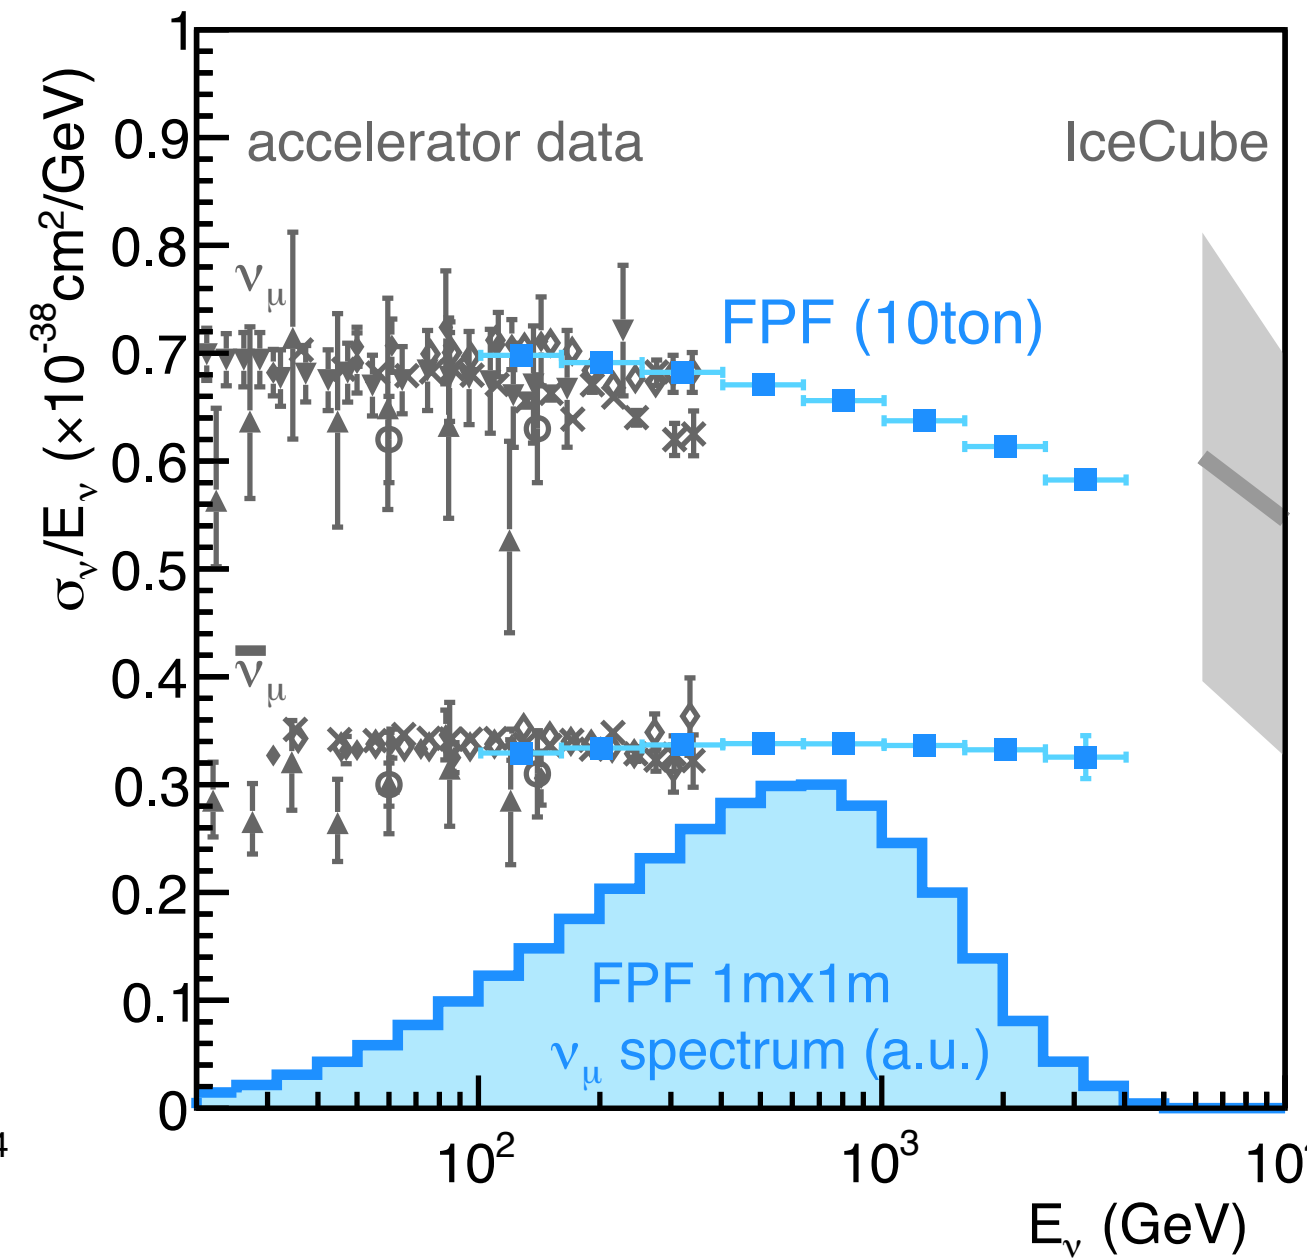 1
0.9
accelerator data
IceCube
0.8
νμ
FPF (10ton)
0.7
0.6
σν/Eν (×10⁻³⁸cm²/GeV)
0.5
0.4
ν̅μ
0.3
0.2
FPF 1mx1m
νμ spectrum (a.u.)
0.1
0
4
10²
10³
Eν (GeV)